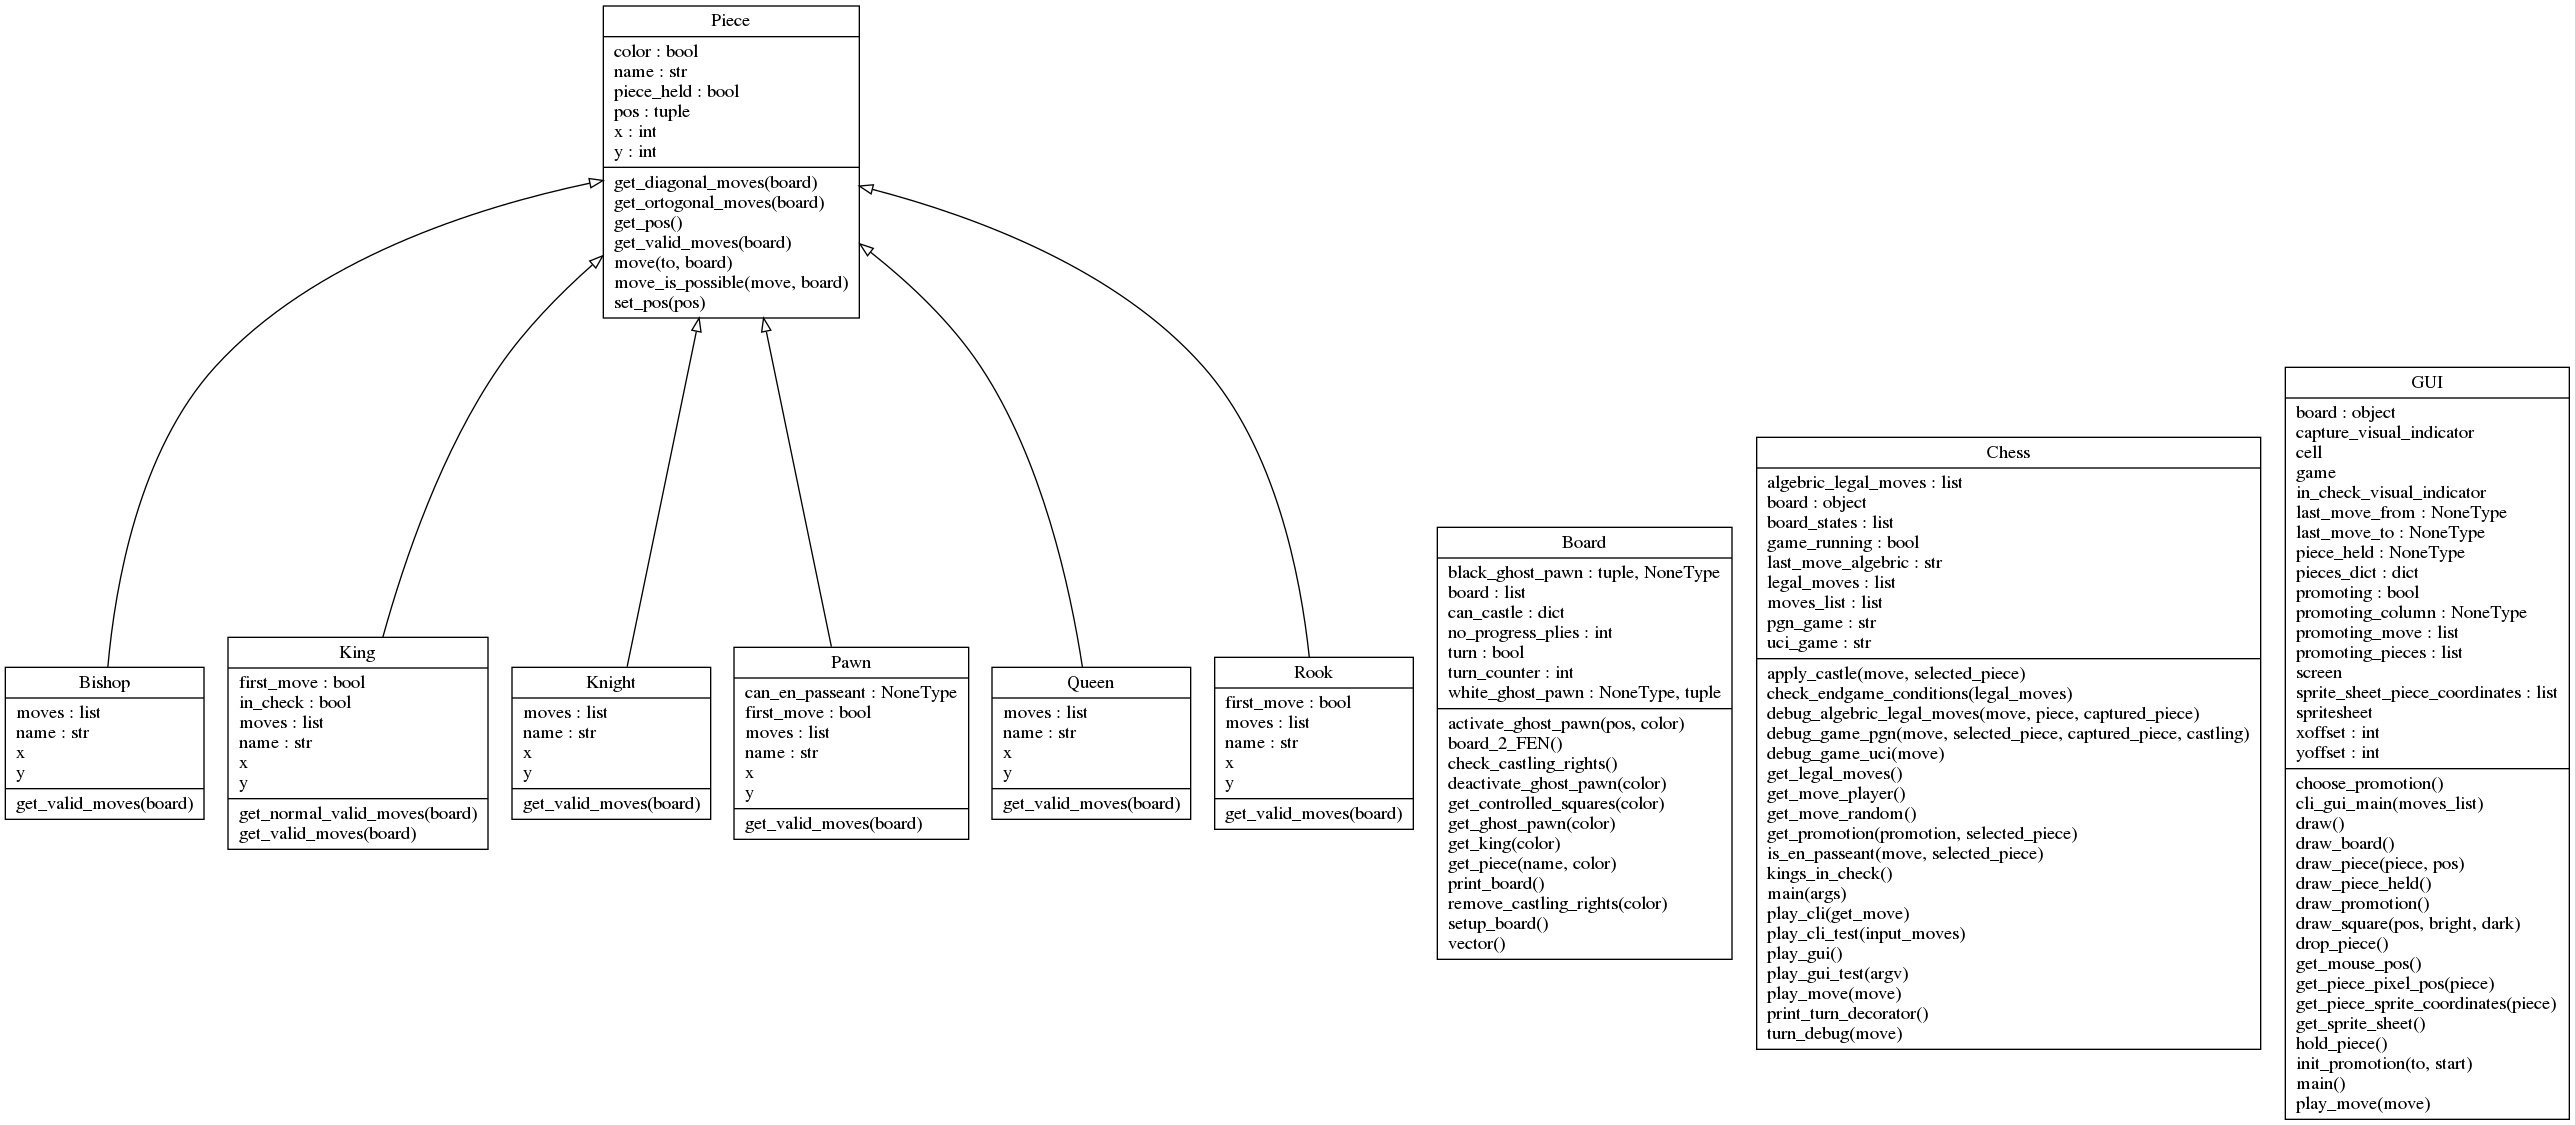 Piece
color : bool
name : str
piece_held : bool
pos : tuple
x : int
y : int
get_diagonal_moves(board)
get_ortogonal_moves(board)
get_pos()
get_valid_moves(board)
move(to, board)
move_is_possible(move, board)
set_pos(pos)
Bishop
moves : list
name : str
x
y
get_valid_moves(board)
King
first_move : bool
in_check : bool
moves : list
name : str
x
y
get_normal_valid_moves(board)
get_valid_moves(board)
Knight
moves : list
name : str
x
y
get_valid_moves(board)
Pawn
can_en_passeant : NoneType
first_move : bool
moves : list
name : str
x
y
get_valid_moves(board)
Queen
moves : list
name : str
x
y
get_valid_moves(board)
Rook
first_move : bool
moves : list
name : str
x
y
get_valid_moves(board)
Board
black_ghost_pawn : tuple, NoneType
board : list
can_castle : dict
no_progress_plies : int
turn : bool
turn_counter : int
white_ghost_pawn : NoneType, tuple
activate_ghost_pawn(pos, color)
board_2_FEN()
check_castling_rights()
deactivate_ghost_pawn(color)
get_controlled_squares(color)
get_ghost_pawn(color)
get_king(color)
get_piece(name, color)
print_board()
remove_castling_rights(color)
setup_board()
vector()
Chess
algebric_legal_moves : list
board : object
board_states : list
game_running : bool
last_move_algebric : str
legal_moves : list
moves_list : list
pgn_game : str
uci_game : str
apply_castle(move, selected_piece)
check_endgame_conditions(legal_moves)
debug_algebric_legal_moves(move, piece, captured_piece)
debug_game_pgn(move, selected_piece, captured_piece, castling)
debug_game_uci(move)
get_legal_moves()
get_move_player()
get_move_random()
get_promotion(promotion, selected_piece)
is_en_passeant(move, selected_piece)
kings_in_check()
main(args)
play_cli(get_move)
play_cli_test(input_moves)
play_gui()
play_gui_test(argv)
play_move(move)
print_turn_decorator()
turn_debug(move)
GUI
board : object
capture_visual_indicator
cell
game
in_check_visual_indicator
last_move_from : NoneType
last_move_to : NoneType
piece_held : NoneType
pieces_dict : dict
promoting : bool
promoting_column : NoneType
promoting_move : list
promoting_pieces : list
screen
sprite_sheet_piece_coordinates : list
spritesheet
xoffset : int
yoffset : int
choose_promotion()
cli_gui_main(moves_list)
draw()
draw_board()
draw_piece(piece, pos)
draw_piece_held()
draw_promotion()
draw_square(pos, bright, dark)
drop_piece()
get_mouse_pos()
get_piece_pixel_pos(piece)
get_piece_sprite_coordinates(piece)
get_sprite_sheet()
hold_piece()
init_promotion(to, start)
main()
play_move(move)